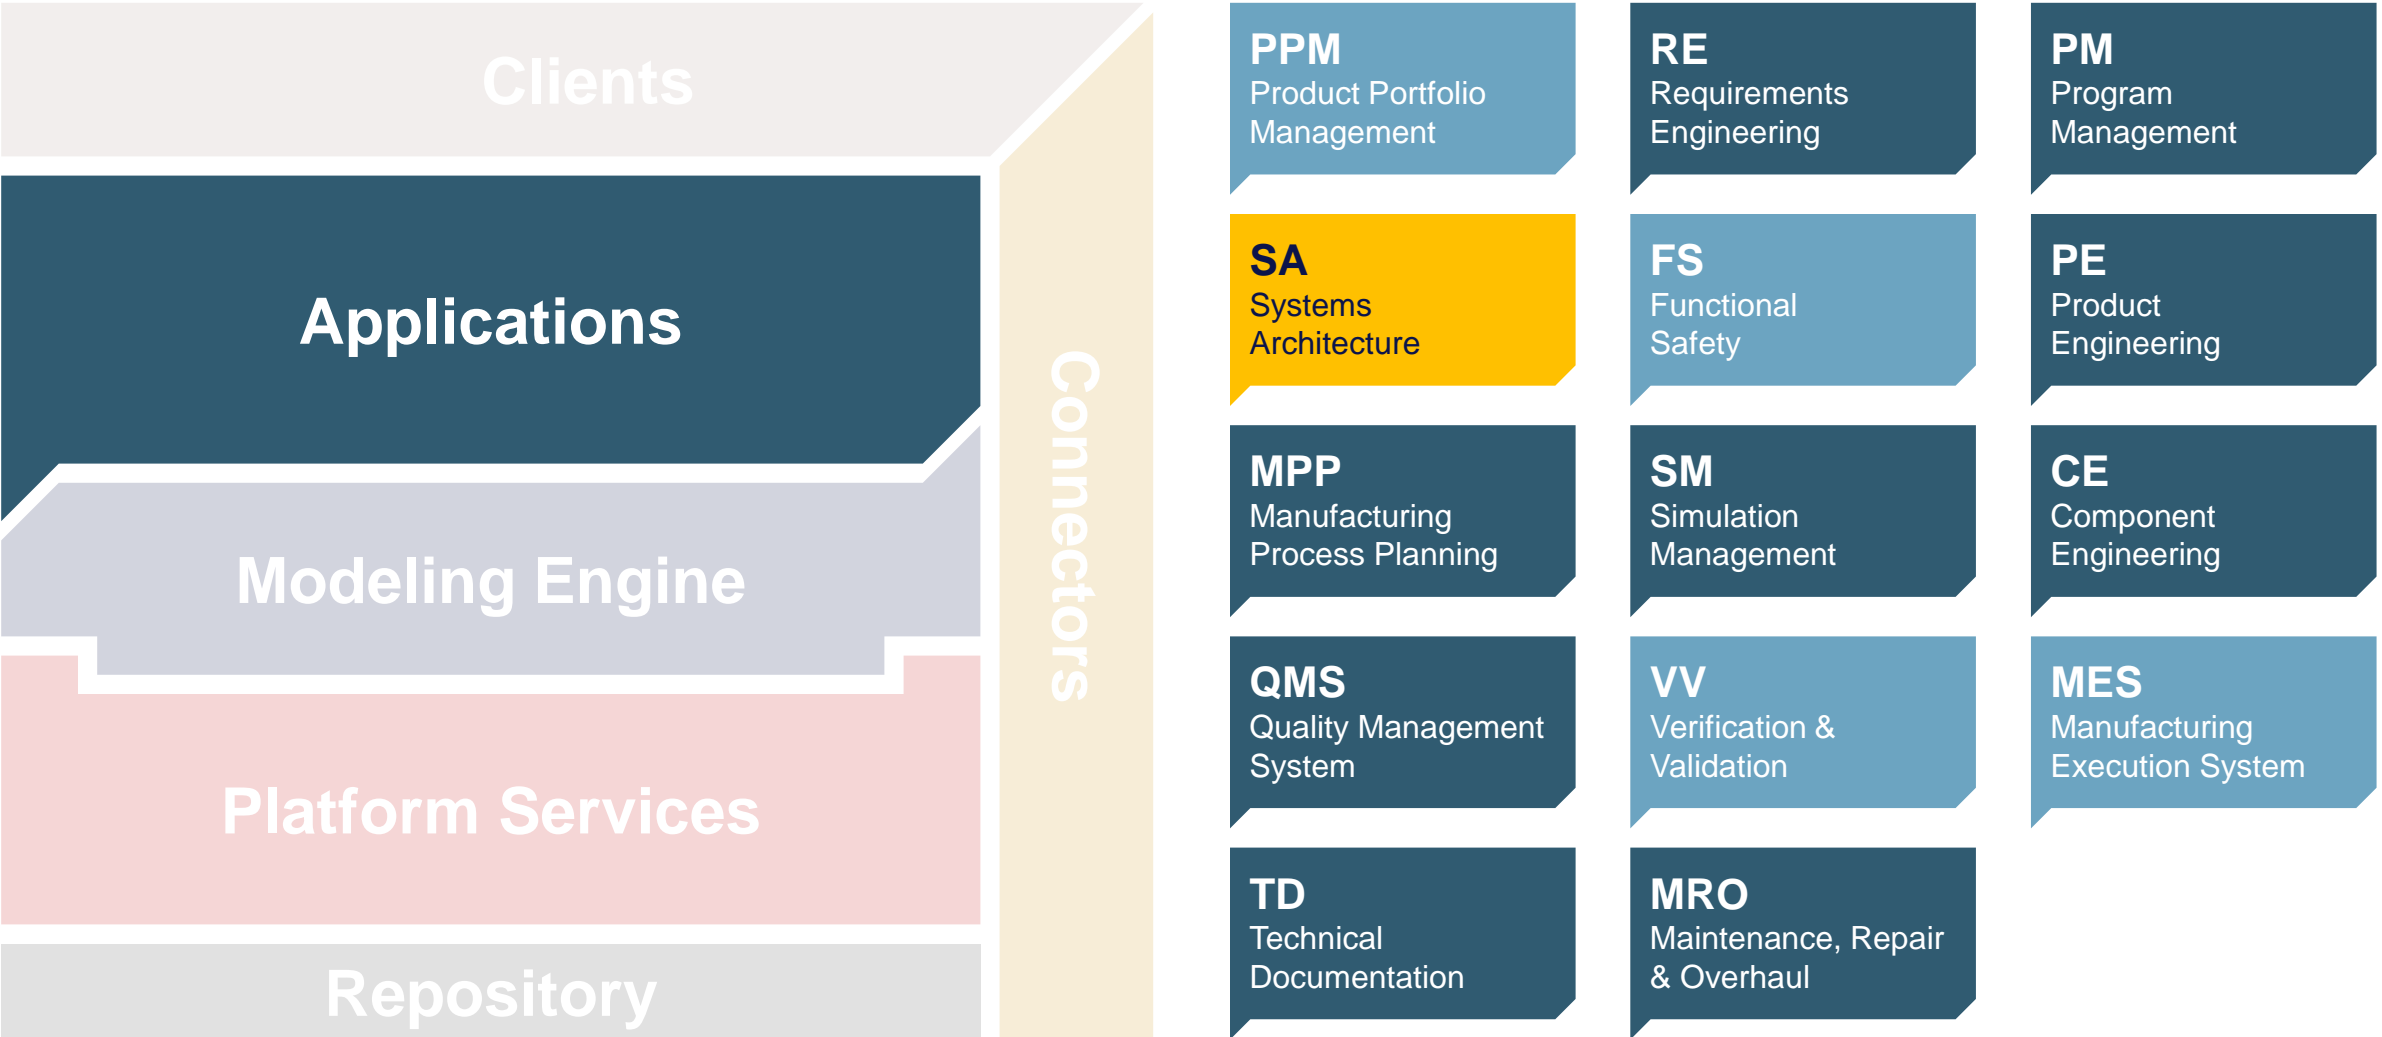 Clients
Applications
Modeling Engine
Platform Services
Repository
Connectors
PPM
Product Portfolio
Management
RE
Requirements
Engineering
PM
Program
Management
SA
Systems
Architecture
FS
Functional
Safety
PE
Product
Engineering
MPP
Manufacturing
Process Planning
SM
Simulation
Management
CE
Component
Engineering
QMS
Quality Management
System
VV
Verification &
Validation
MES
Manufacturing
Execution System
TD
Technical
Documentation
MRO
Maintenance, Repair
& Overhaul